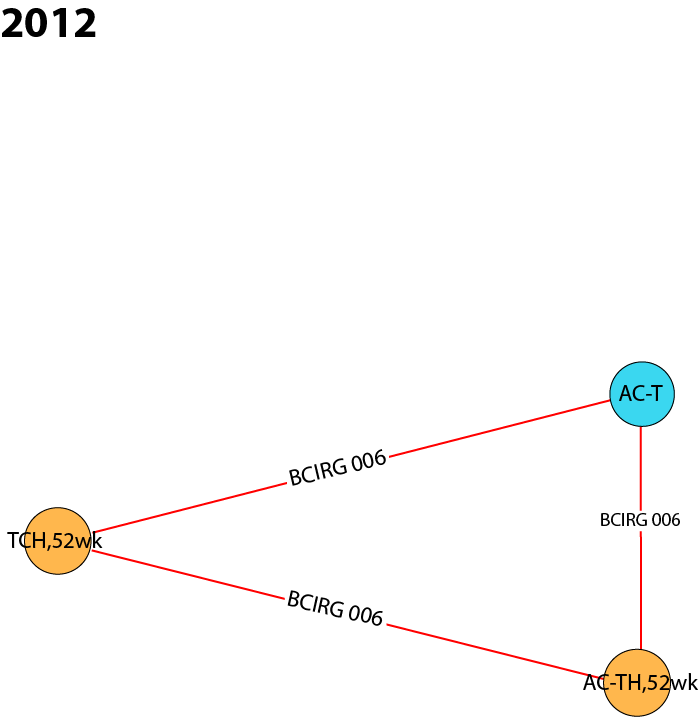 2012
AC-T
BCIRG 006
BCIRG 006
TCH,52wk
BCIRG 006
AC-TH,52wk